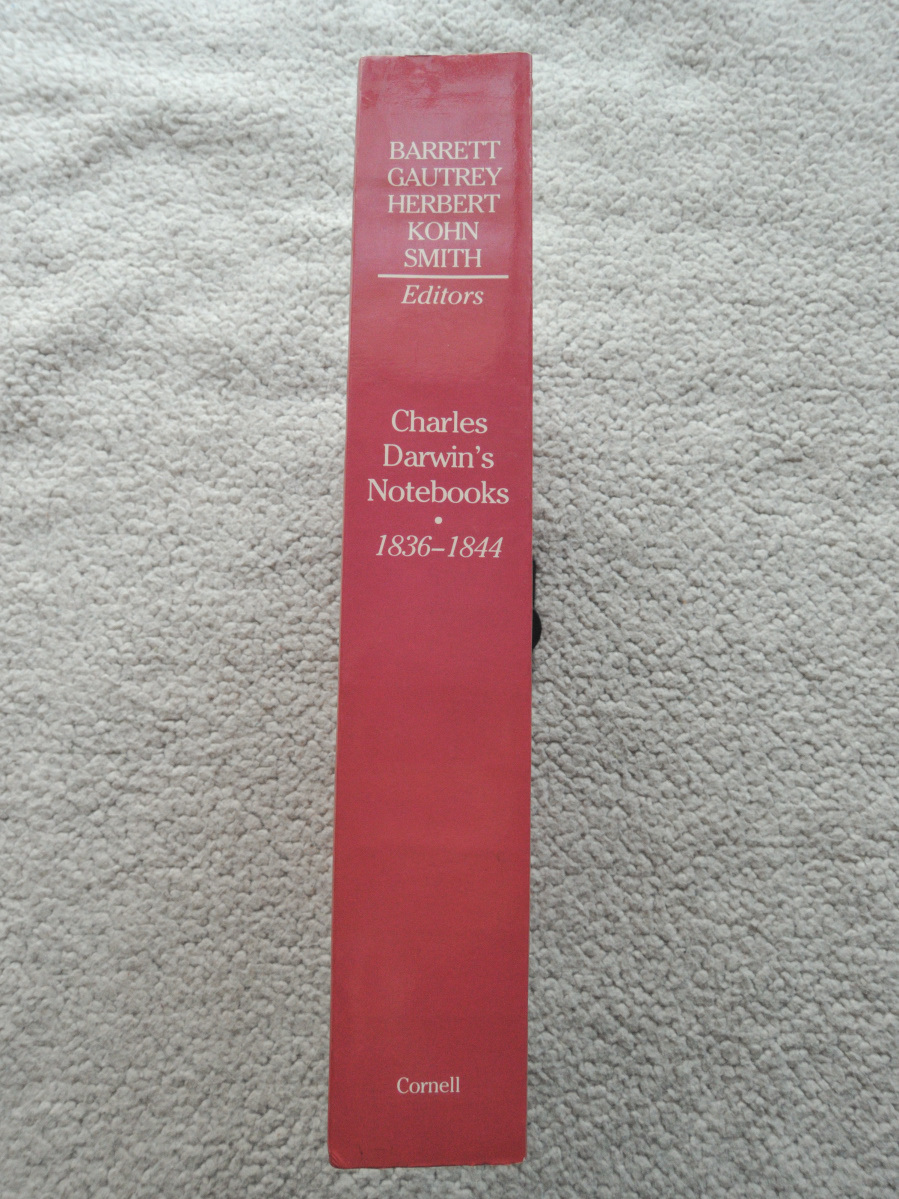 BARRETT
GAUTREY
HERBERT
KOHN
SMITH
Editors
Charles
Darwin's
Notebooks
•
1836–1844
Cornell